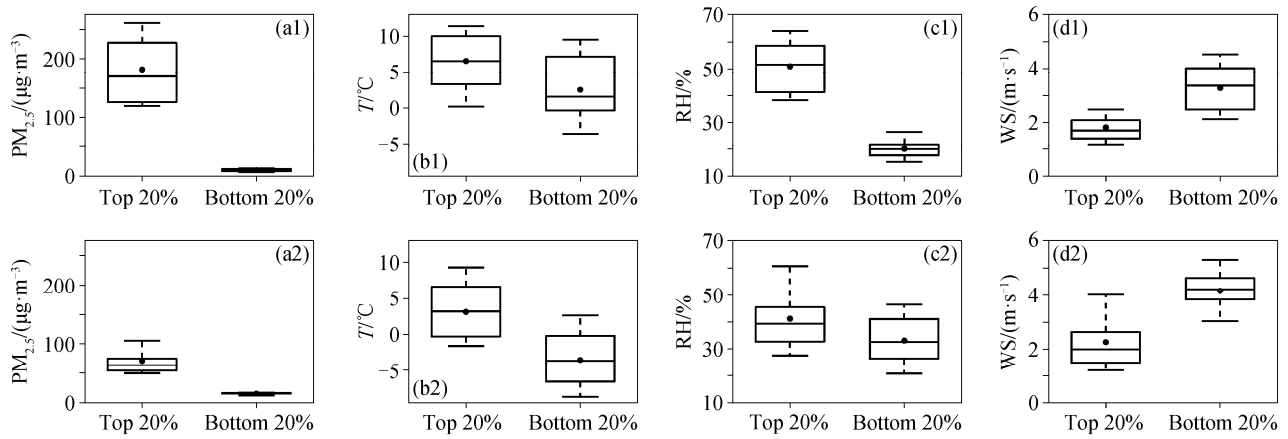 (a1)
PM2.5/(μg·m−3)
200
100
0
Top 20% Bottom 20%
(b1)
T/°C
10
5
0
−5
Top 20% Bottom 20%
(c1)
RH/%
70
50
30
10
Top 20% Bottom 20%
(d1)
WS/(m·s−1)
6
4
2
0
Top 20% Bottom 20%
(a2)
PM2.5/(μg·m−3)
200
100
0
Top 20% Bottom 20%
(b2)
T/°C
10
5
0
−5
Top 20% Bottom 20%
(c2)
RH/%
70
50
30
10
Top 20% Bottom 20%
(d2)
WS/(m·s−1)
6
4
2
0
Top 20% Bottom 20%